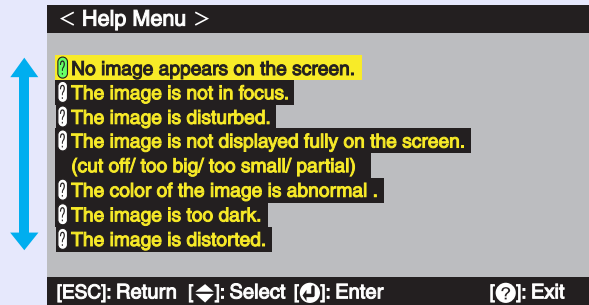 < Help Menu >
? No image appears on the screen.
? The image is not in focus.
? The image is disturbed.
? The image is not displayed fully on the screen.
(cut off/ too big/ too small/ partial)
? The color of the image is abnormal .
? The image is too dark.
? The image is distorted.
[ESC]: Return [◆]: Select [⏎]: Enter [?]: Exit